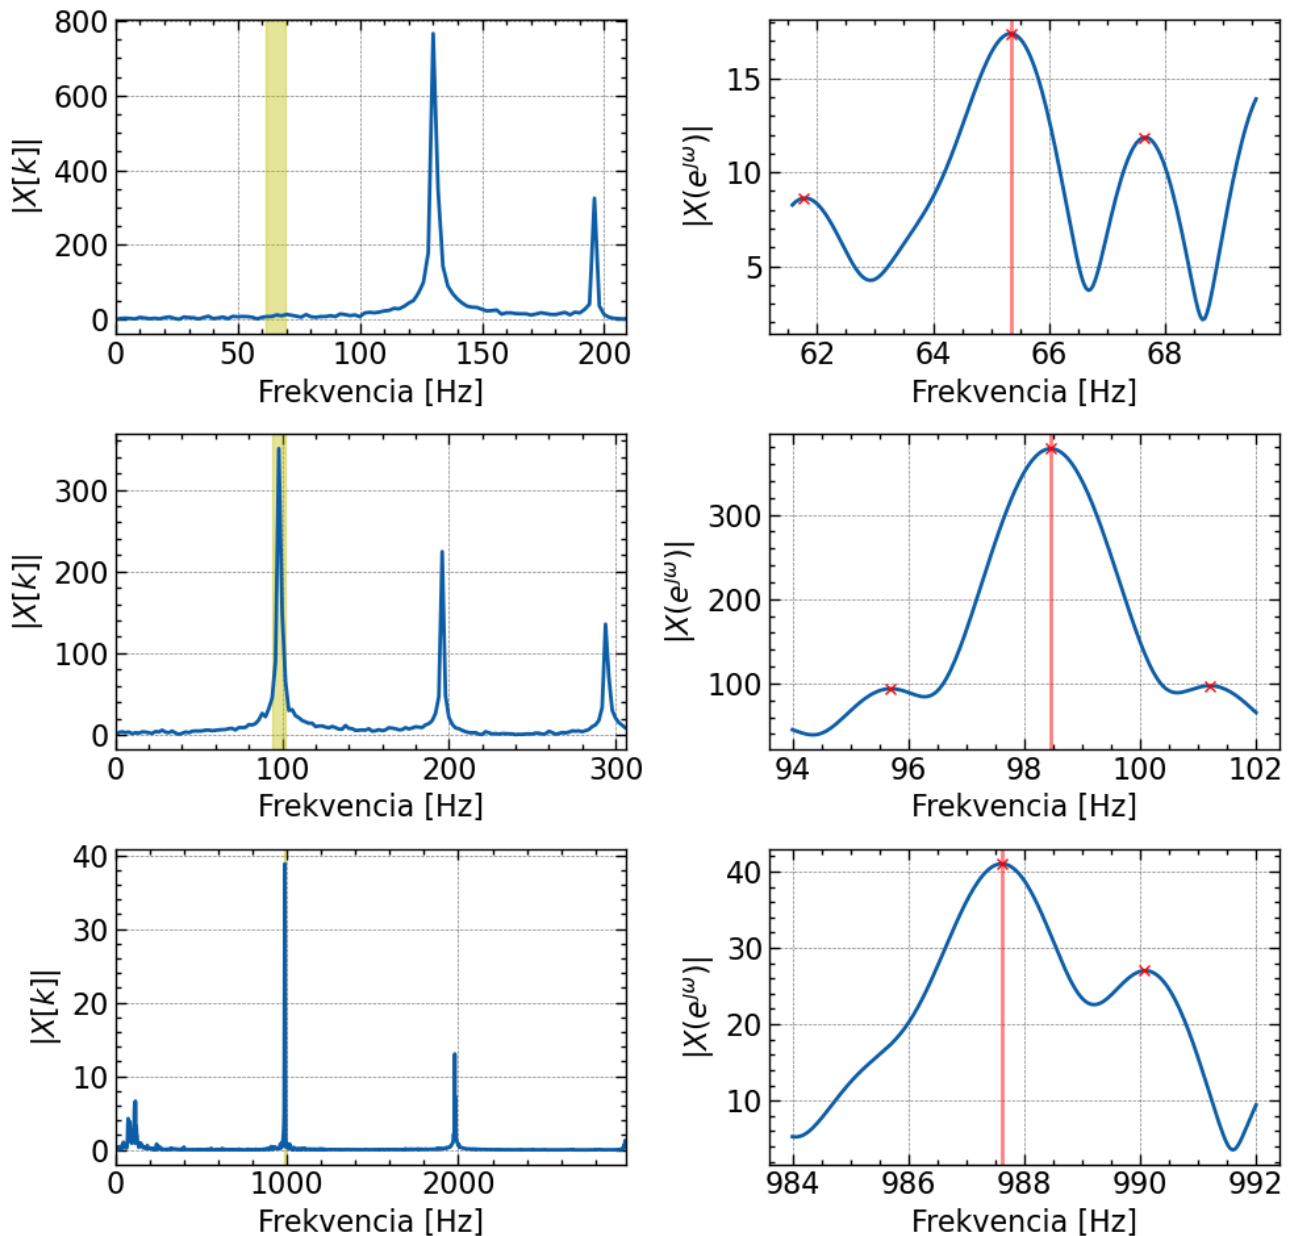 800
600
400
200
0
|X[k]|
0 50 100 150 200
Frekvencia [Hz]
15
10
5
|X(e^{jω})|
62 64 66 68
Frekvencia [Hz]
300
200
100
0
|X[k]|
0 100 200 300
Frekvencia [Hz]
300
200
100
|X(e^{jω})|
94 96 98 100 102
Frekvencia [Hz]
40
30
20
10
0
|X[k]|
0 1000 2000
Frekvencia [Hz]
40
30
20
10
|X(e^{jω})|
984 986 988 990 992
Frekvencia [Hz]